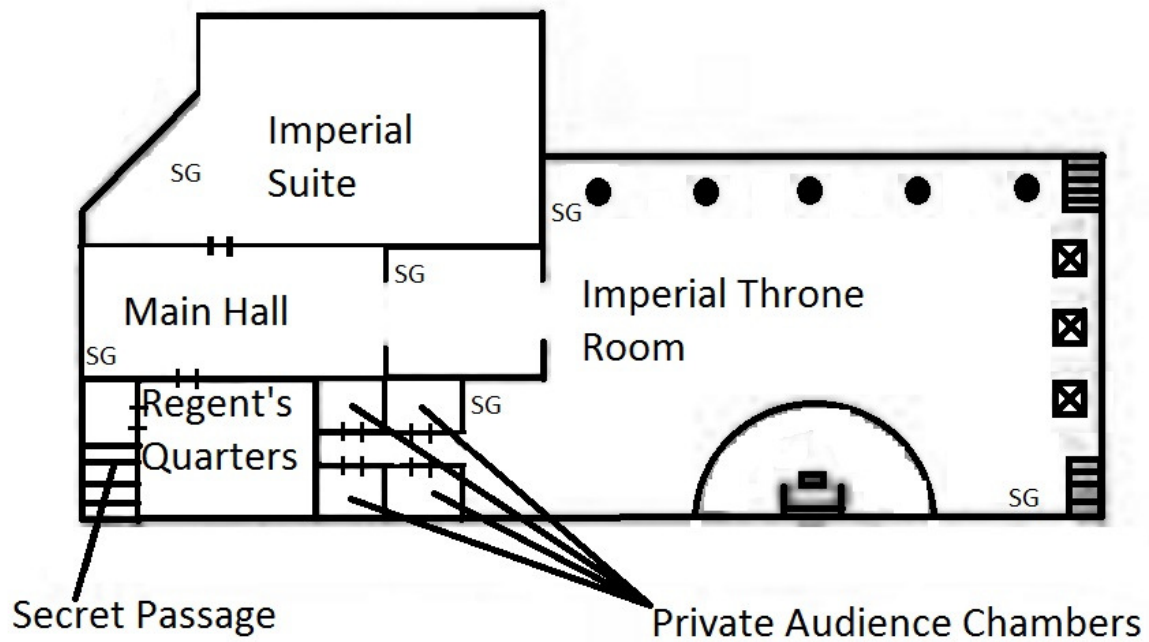 Imperial
Suite
SG
SG
SG
Imperial Throne
Room
Main Hall
SG
Regent's
Quarters
SG
SG
Secret Passage
Private Audience Chambers